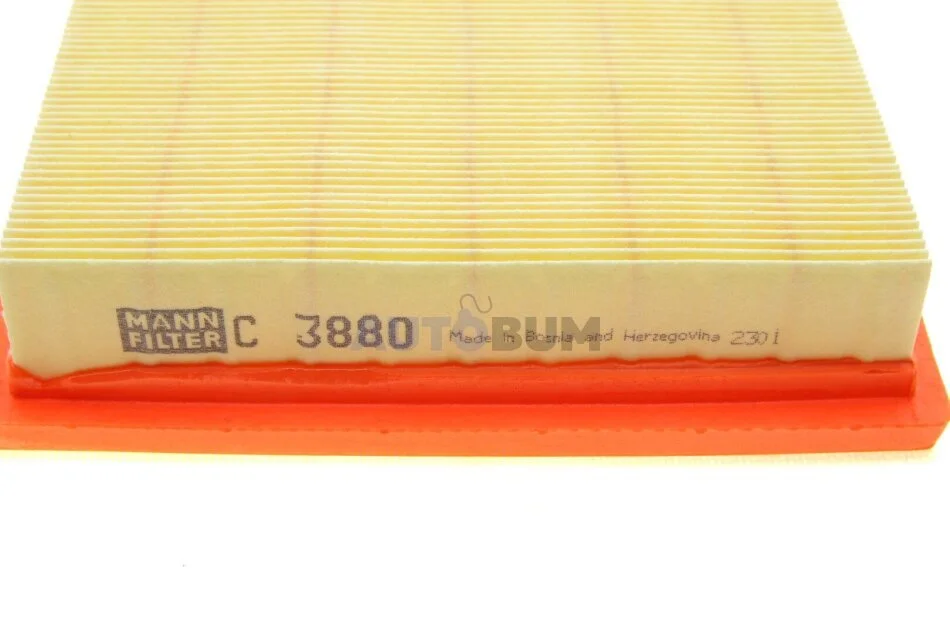 MANN
FILTER
C 3880
Made in Bosnia and Herzegovina 2301
AUTOBUM